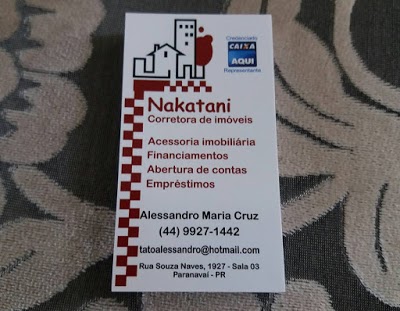 Credenciado
CAIXA
AQUI
Representante
Nakatani
Corretora de imóveis
Acessoria imobiliária
Financiamentos
Abertura de contas
Empréstimos
Alessandro Maria Cruz
(44) 9927-1442
tatoalessandro@hotmail.com
Rua Souza Naves, 1927 - Sala 03
Paranavaí - PR